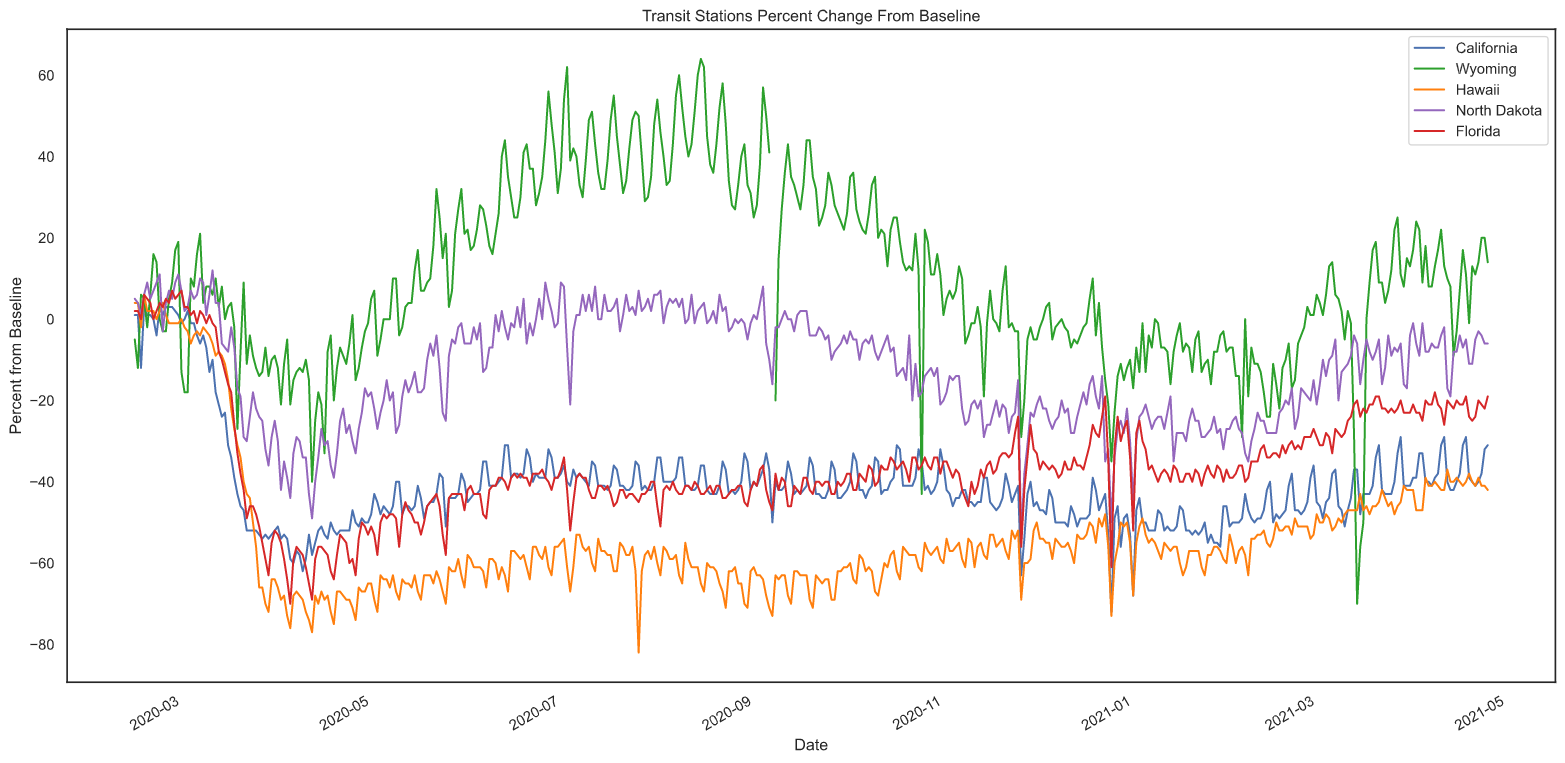 Transit Stations Percent Change From Baseline
California
Wyoming
Hawaii
North Dakota
Florida
Percent from Baseline
60
40
20
0
−20
−40
−60
−80
2020-03
2020-05
2020-07
2020-09
2020-11
2021-01
2021-03
2021-05
Date